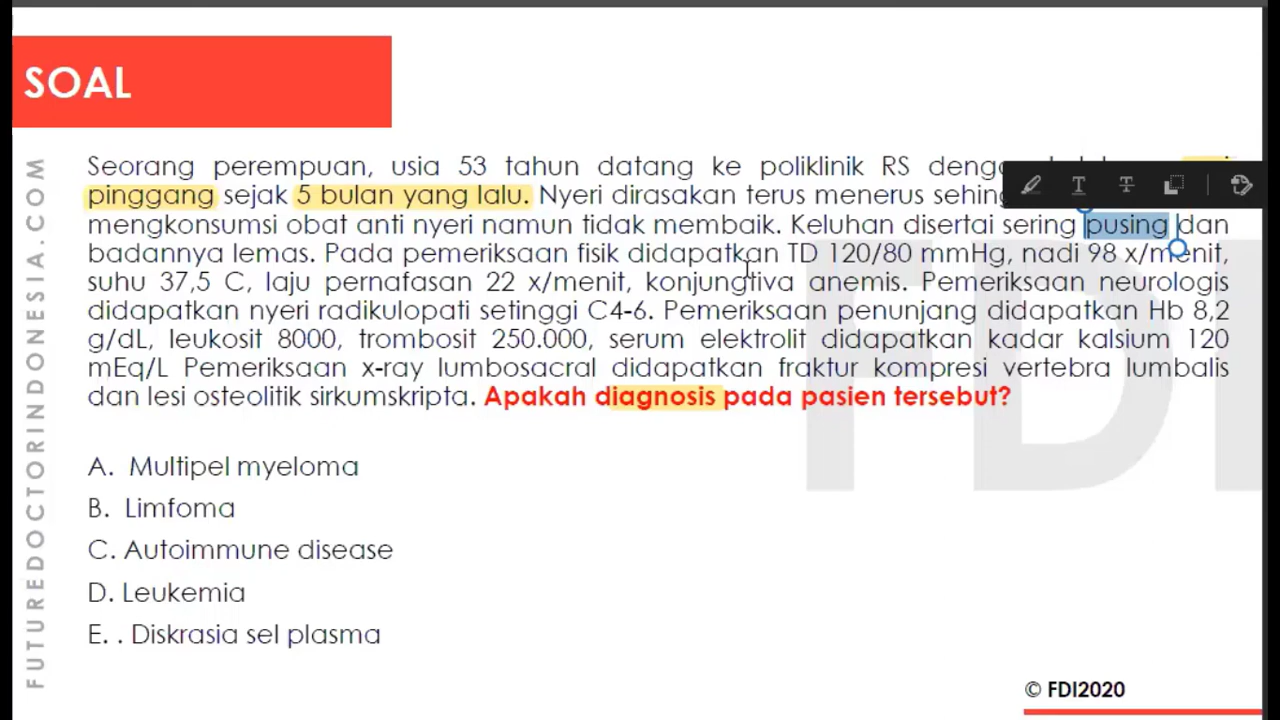 SOAL
Seorang perempuan, usia 53 tahun datang ke poliklinik RS
pinggang sejak 5 bulan yang lalu. Nyeri dirasakan terus menerus
mengkonsumsi obat anti nyeri namun tidak membaik. Keluhan disertai sering pusing dan
badannya lemas. Pada pemeriksaan fisik didapatkan TD 120/80 mmHg, nadi 98 x/menit,
suhu 37,5 C, laju pernafasan 22 x/menit, konjungtiva anemis. Pemeriksaan neurologis
didapatkan nyeri radikulopati setinggi C4-6. Pemeriksaan penunjang didapatkan Hb 8,2
g/dL, leukosit 8000, trombosit 250.000, serum elektrolit didapatkan kadar kalsium 120
mEq/L Pemeriksaan x-ray lumbosacral didapatkan fraktur kompresi vertebra lumbalis
dan lesi osteolitik sirkumskripta. Apakah diagnosis pada pasien tersebut?
A. Multipel myeloma
B. Limfoma
C. Autoimmune disease
D. Leukemia
E. . Diskrasia sel plasma
FUTUREDOCTORINDONESIA.COM
FDI
© FDI2020